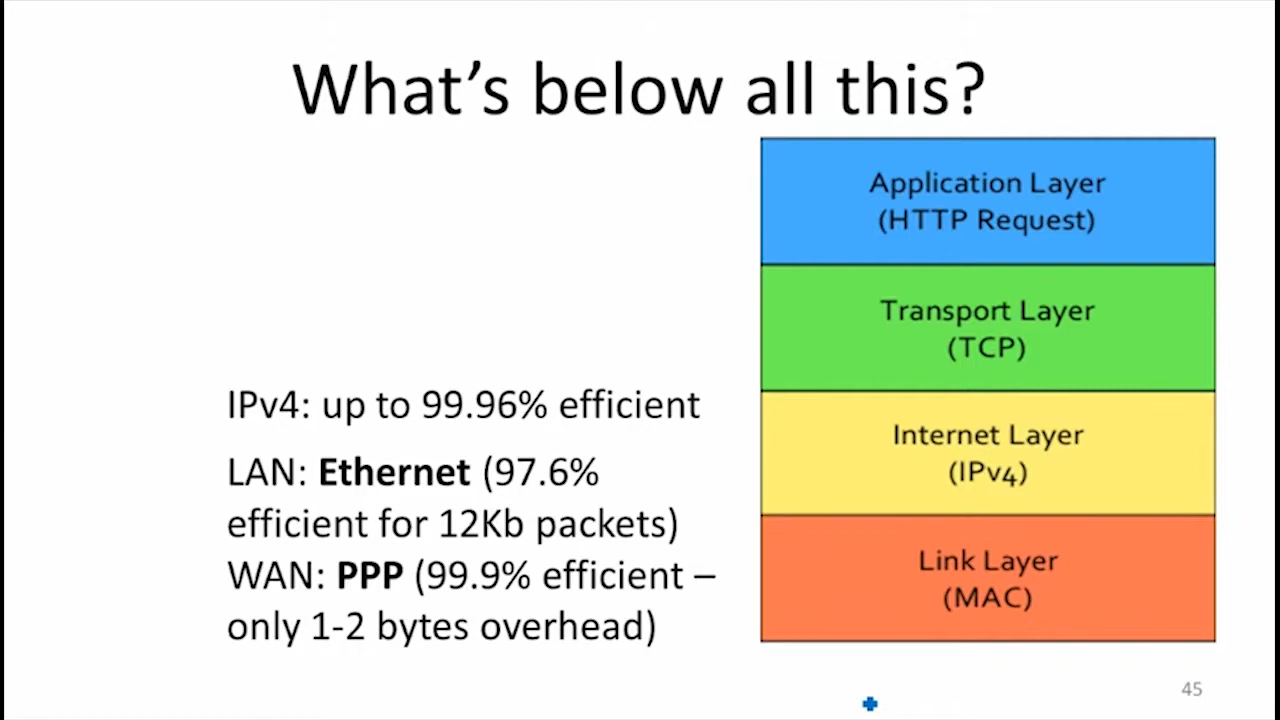 What's below all this?
Application Layer
(HTTP Request)
Transport Layer
(TCP)
Internet Layer
(IPv4)
Link Layer
(MAC)
IPv4: up to 99.96% efficient
LAN: Ethernet (97.6%
efficient for 12Kb packets)
WAN: PPP (99.9% efficient –
only 1-2 bytes overhead)
45